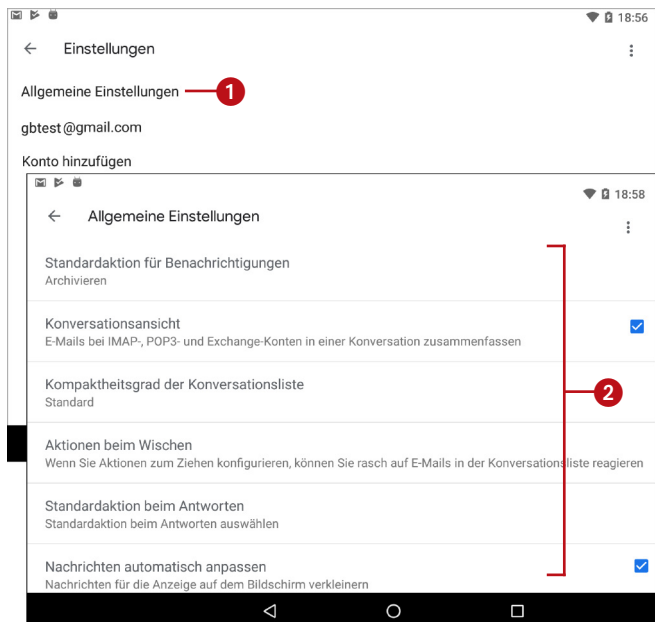 18:56
Einstellungen
Allgemeine Einstellungen
1
gbtest@gmail.com
Konto hinzufügen
18:58
Allgemeine Einstellungen
Standardaktion für Benachrichtigungen
Archivieren
Konversationsansicht
E-Mails bei IMAP-, POP3- und Exchange-Konten in einer Konversation zusammenfassen
Kompaktheitsgrad der Konversationsliste
Standard
2
Aktionen beim Wischen
Wenn Sie Aktionen zum Ziehen konfigurieren, können Sie rasch auf E-Mails in der Konversationsliste reagieren
Standardaktion beim Antworten
Standardaktion beim Antworten auswählen
Nachrichten automatisch anpassen
Nachrichten für die Anzeige auf dem Bildschirm verkleinern